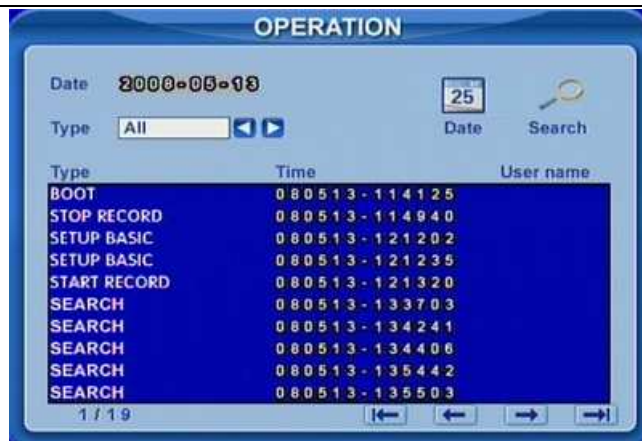 OPERATION
Date 2008-05-13
25
Type All Date Search
Type Time User name
BOOT 080513-114125
STOP RECORD 080513-114940
SETUP BASIC 080513-121202
SETUP BASIC 080513-121235
START RECORD 080513-121320
SEARCH 080513-133703
SEARCH 080513-134241
SEARCH 080513-134406
SEARCH 080513-135442
SEARCH 080513-135503
1/19